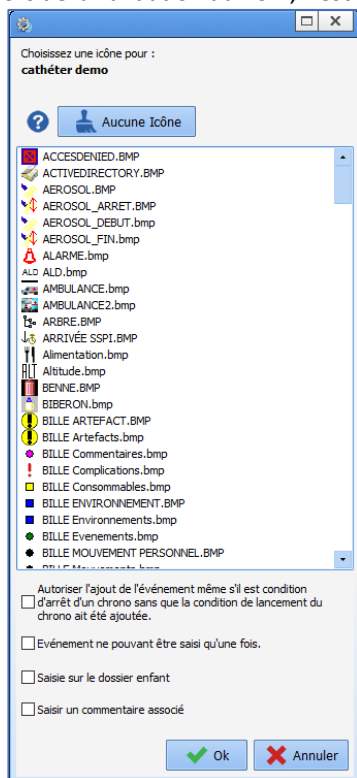 Choisissez une icône pour :
cathéter demo
Aucune Icône
ACCESDENIED.BMP
ACTIVEDIRECTORY.BMP
AEROSOL.BMP
AEROSOL_ARRET.BMP
AEROSOL_DEBUT.bmp
AEROSOL_FIN.bmp
ALARME.bmp
ALD ALD.bmp
AMBULANCE.bmp
AMBULANCE2.bmp
ARBRE.BMP
ARRIVÉE SSPI.BMP
Alimentation.bmp
ALT Altitude.bmp
BENNE.BMP
BIBERON.bmp
BILLE ARTEFACT.BMP
BILLE Artefacts.bmp
BILLE Commentaires.bmp
BILLE Complications.bmp
BILLE Consommables.bmp
BILLE ENVIRONNEMENT.BMP
BILLE Environnements.bmp
BILLE Evenements.bmp
BILLE MOUVEMENT PERSONNEL.BMP
Autoriser l'ajout de l'événement même s'il est condition
d'arrêt d'un chrono sans que la condition de lancement du
chrono ait été ajoutée.
Evénement ne pouvant être saisi qu'une fois.
Saisie sur le dossier enfant
Saisir un commentaire associé
Ok Annuler